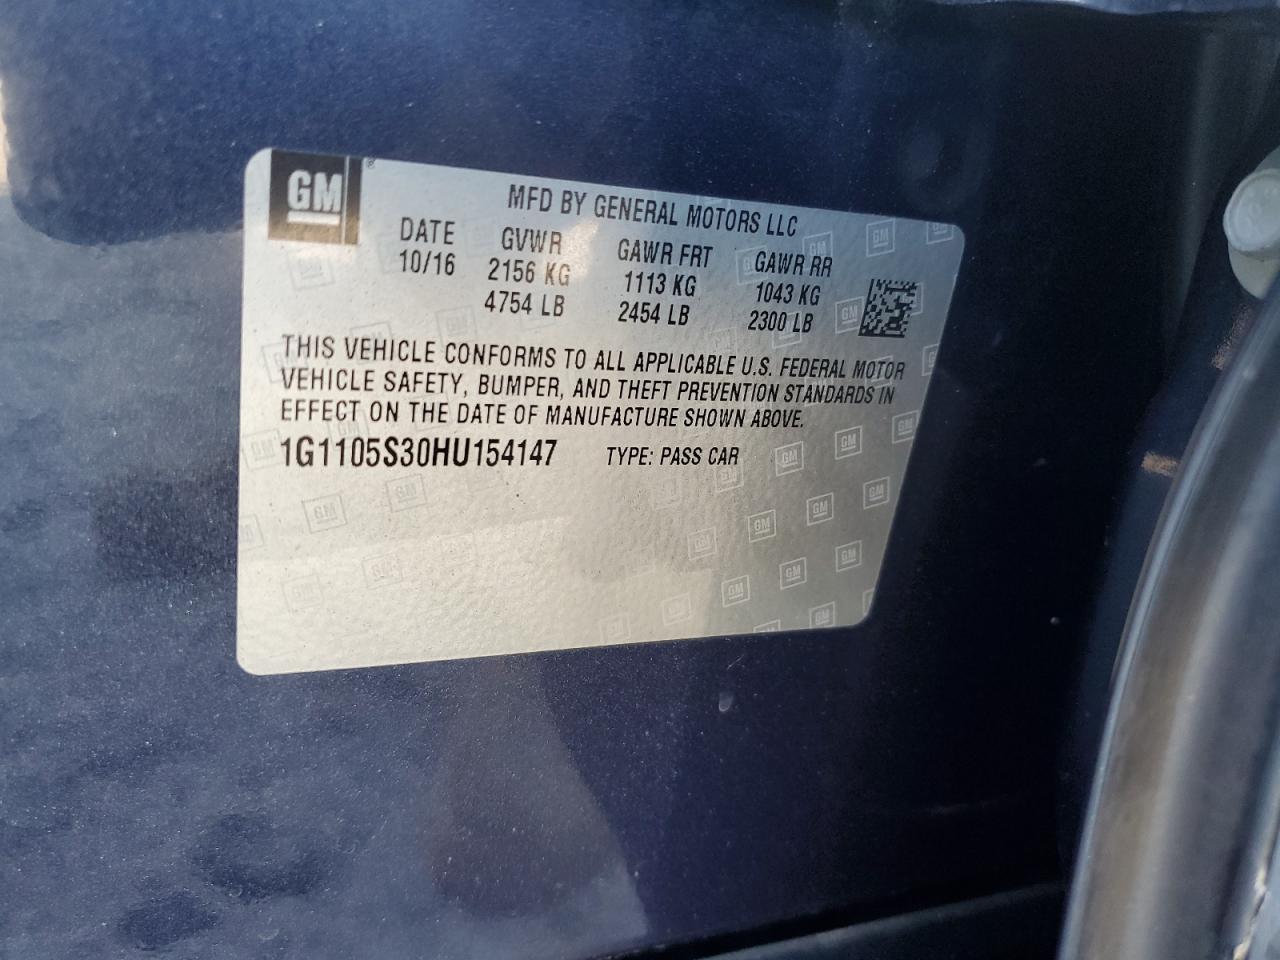 GM ®
MFD BY GENERAL MOTORS LLC
DATE GVWR GAWR FRT GAWR RR
10/16 2156 KG 1113 KG 1043 KG
4754 LB 2454 LB 2300 LB
THIS VEHICLE CONFORMS TO ALL APPLICABLE U.S. FEDERAL MOTOR
VEHICLE SAFETY, BUMPER, AND THEFT PREVENTION STANDARDS IN
EFFECT ON THE DATE OF MANUFACTURE SHOWN ABOVE.
1G1105S30HU154147 TYPE: PASS CAR